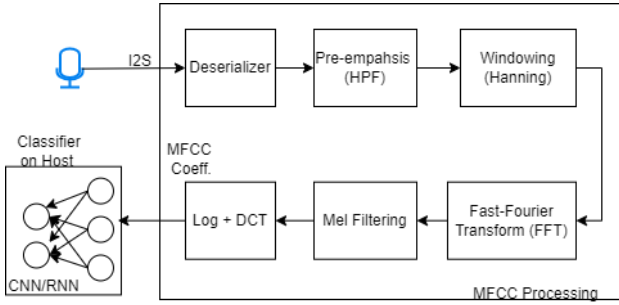 I2S
Deserializer
Pre-empahsis
(HPF)
Windowing
(Hanning)
Classifier
on Host
MFCC
Coeff.
Log + DCT
Mel Filtering
Fast-Fourier
Transform (FFT)
CNN/RNN
MFCC Processing